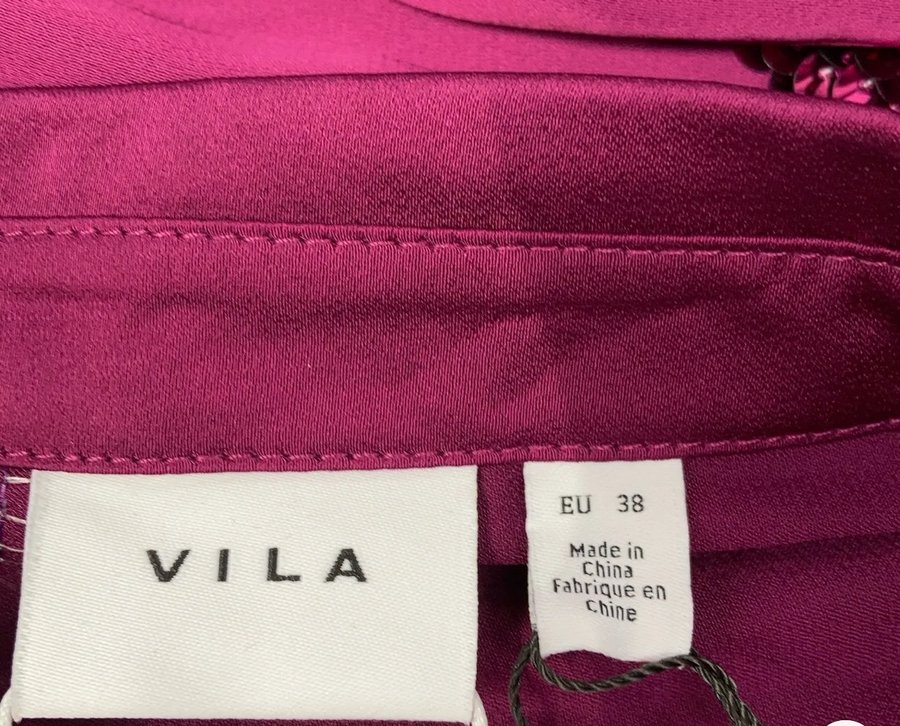 VILA
EU 38
Made in
China
Fabrique en
Chine